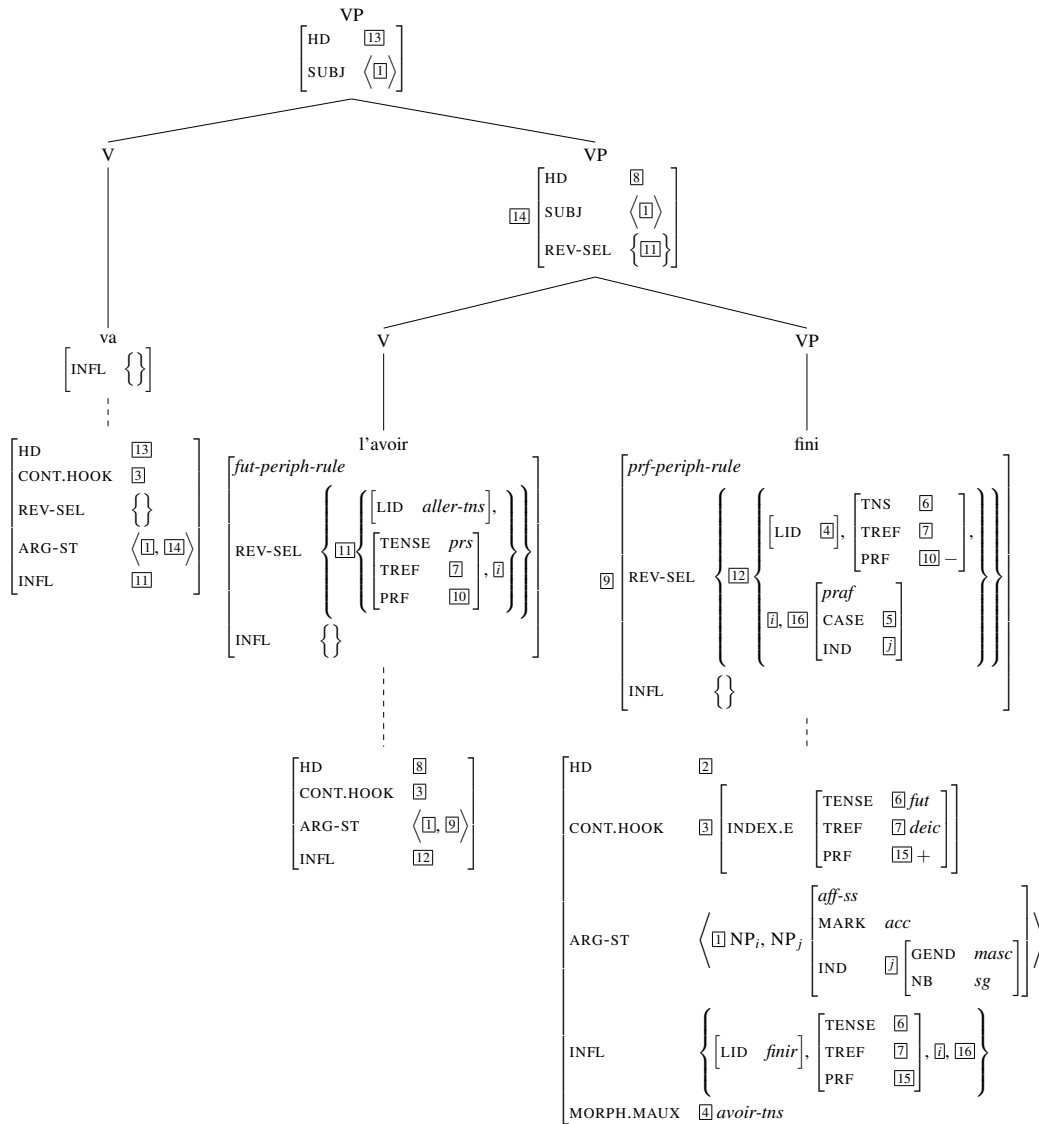 VP
HD 13
SUBJ ⟨1⟩
V VP
14 HD 8
SUBJ ⟨1⟩
REV-SEL {11}
va
INFL {}
V VP
HD 13
CONT.HOOK 3
REV-SEL {}
ARG-ST ⟨1, 14⟩
INFL 11
l'avoir
fut-periph-rule
REV-SEL { 11 { [LID aller-tns],
TENSE prs
TREF 7
PRF 10
, i } }
INFL {}
HD 8
CONT.HOOK 3
ARG-ST ⟨1, 9⟩
INFL 12
fini
9 prf-periph-rule
REV-SEL { 12 { [LID 4],
TNS 6
TREF 7
PRF 10 −
,
i, 16
praf
CASE 5
IND j
} }
INFL {}
HD 2
CONT.HOOK 3 INDEX.E
TENSE 6 fut
TREF 7 deic
PRF 15 +
ARG-ST ⟨ 1 NPi, NPj
aff-ss
MARK acc
IND j
GEND masc
NB sg
⟩
INFL { [LID finir],
TENSE 6
TREF 7
PRF 15
, i, 16 }
MORPH.MAUX 4 avoir-tns